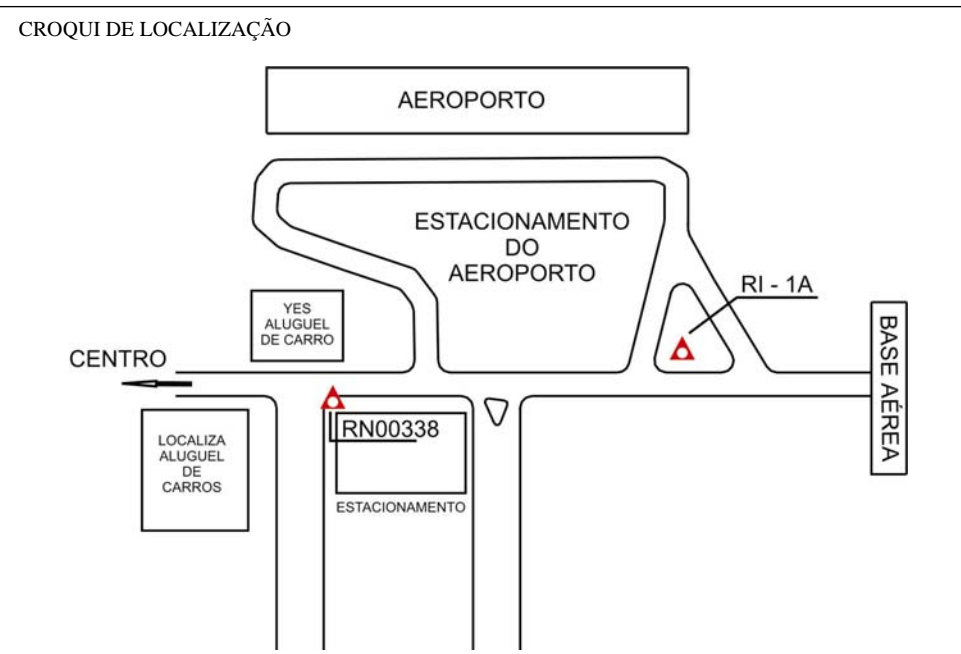 CROQUI DE LOCALIZAÇÃO
AEROPORTO
ESTACIONAMENTO
DO
AEROPORTO
RI - 1A
YES
ALUGUEL
DE CARRO
BASE AÉREA
CENTRO
RN00338
LOCALIZA
ALUGUEL
DE
CARROS
ESTACIONAMENTO